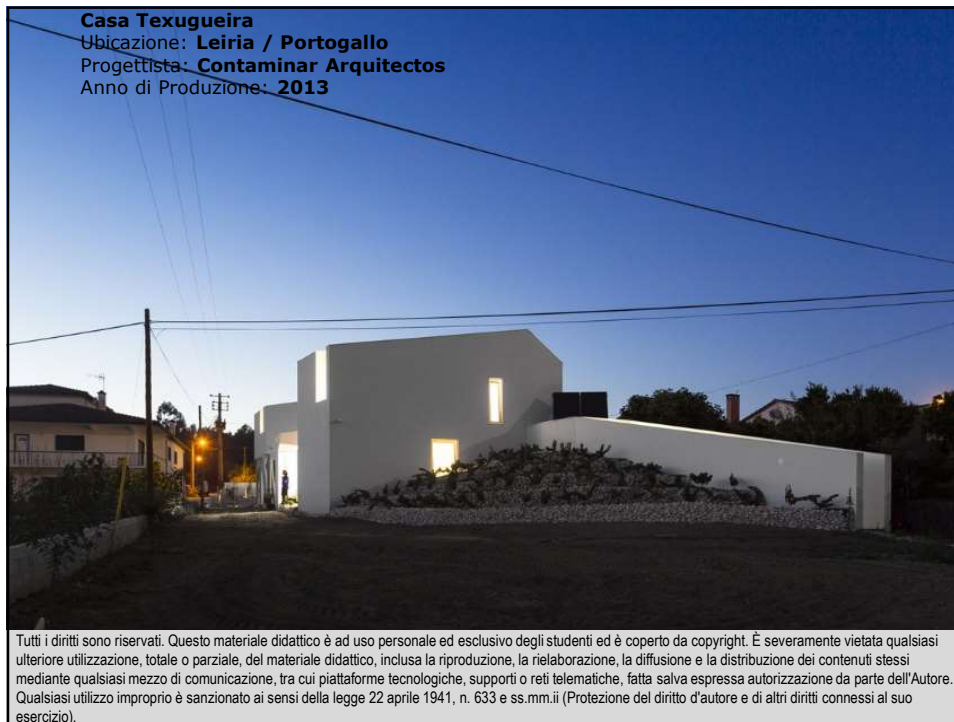 Casa Texugueira
Ubicazione: Leiria / Portogallo
Progettista: Contaminar Arquitectos
Anno di Produzione: 2013
Tutti i diritti sono riservati. Questo materiale didattico è ad uso personale ed esclusivo degli studenti ed è coperto da copyright. È severamente vietata qualsiasi
ulteriore utilizzazione, totale o parziale, del materiale didattico, inclusa la riproduzione, la rielaborazione, la diffusione e la distribuzione dei contenuti stessi
mediante qualsiasi mezzo di comunicazione, tra cui piattaforme tecnologiche, supporti o reti telematiche, fatta salva espressa autorizzazione da parte dell'Autore.
Qualsiasi utilizzo improprio è sanzionato ai sensi della legge 22 aprile 1941, n. 633 e ss.mm.ii (Protezione del diritto d'autore e di altri diritti connessi al suo
esercizio).